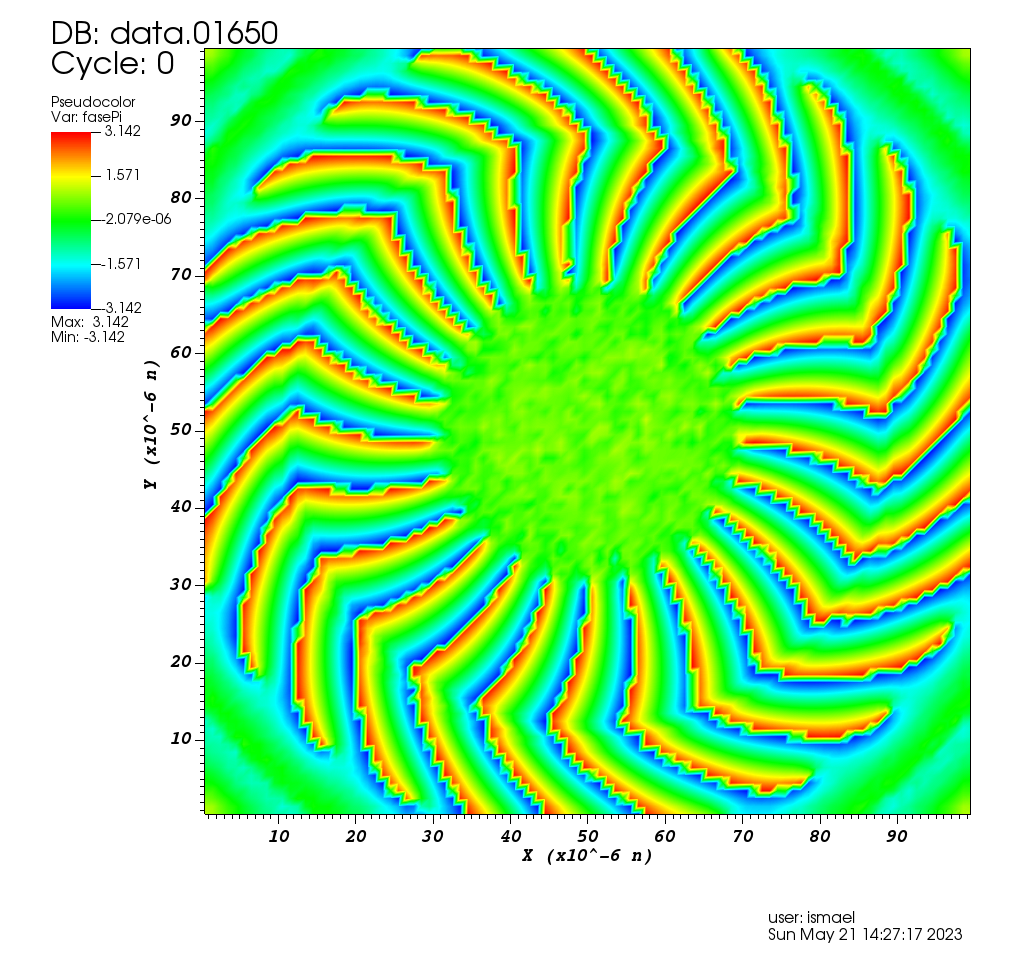 DB: data.01650
Cycle: 0
Pseudocolor
Var: fasePi
3.142
1.571
-2.079e-06
-1.571
-3.142
Max: 3.142
Min: -3.142
90
80
70
60
50
40
30
20
10
Y (x10^-6 n)
10 20 30 40 50 60 70 80 90
X (x10^-6 n)
user: ismael
Sun May 21 14:27:17 2023